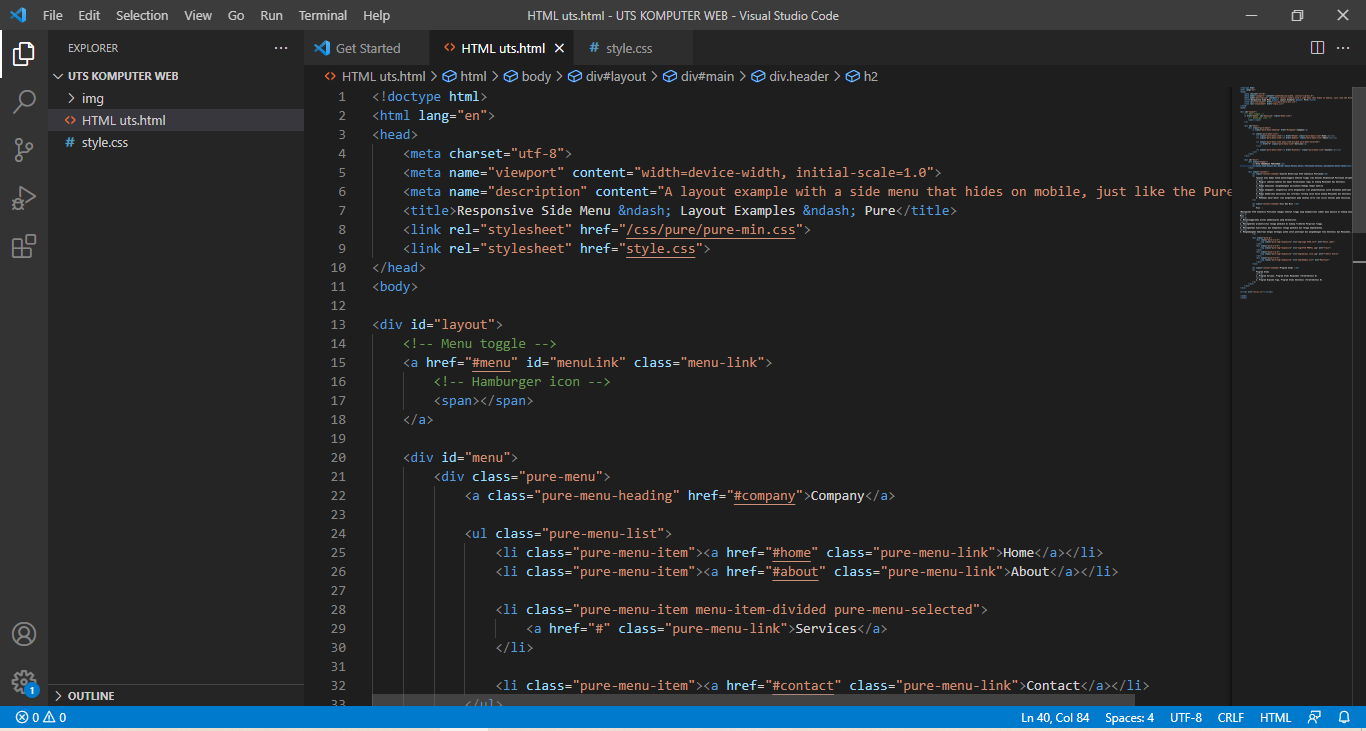 File Edit Selection View Go Run Terminal Help HTML uts.html - UTS KOMPUTER WEB - Visual Studio Code
EXPLORER
UTS KOMPUTER WEB
img
HTML uts.html
style.css
OUTLINE
Get Started HTML uts.html style.css
HTML uts.html > html > body > div#layout > div#main > div.header > h2
1 <!doctype html>
2 <html lang="en">
3 <head>
4 <meta charset="utf-8">
5 <meta name="viewport" content="width=device-width, initial-scale=1.0">
6 <meta name="description" content="A layout example with a side menu that hides on mobile, just like the Pure
7 <title>Responsive Side Menu &ndash; Layout Examples &ndash; Pure</title>
8 <link rel="stylesheet" href="/css/pure/pure-min.css">
9 <link rel="stylesheet" href="style.css">
10 </head>
11 <body>
12
13 <div id="layout">
14 <!-- Menu toggle -->
15 <a href="#menu" id="menuLink" class="menu-link">
16 <!-- Hamburger icon -->
17 <span></span>
18 </a>
19
20 <div id="menu">
21 <div class="pure-menu">
22 <a class="pure-menu-heading" href="#company">Company</a>
23
24 <ul class="pure-menu-list">
25 <li class="pure-menu-item"><a href="#home" class="pure-menu-link">Home</a></li>
26 <li class="pure-menu-item"><a href="#about" class="pure-menu-link">About</a></li>
27
28 <li class="pure-menu-item menu-item-divided pure-menu-selected">
29 <a href="#" class="pure-menu-link">Services</a>
30 </li>
31
32 <li class="pure-menu-item"><a href="#contact" class="pure-menu-link">Contact</a></li>
33 </ul>
1
0 0 Ln 40, Col 84 Spaces: 4 UTF-8 CRLF HTML